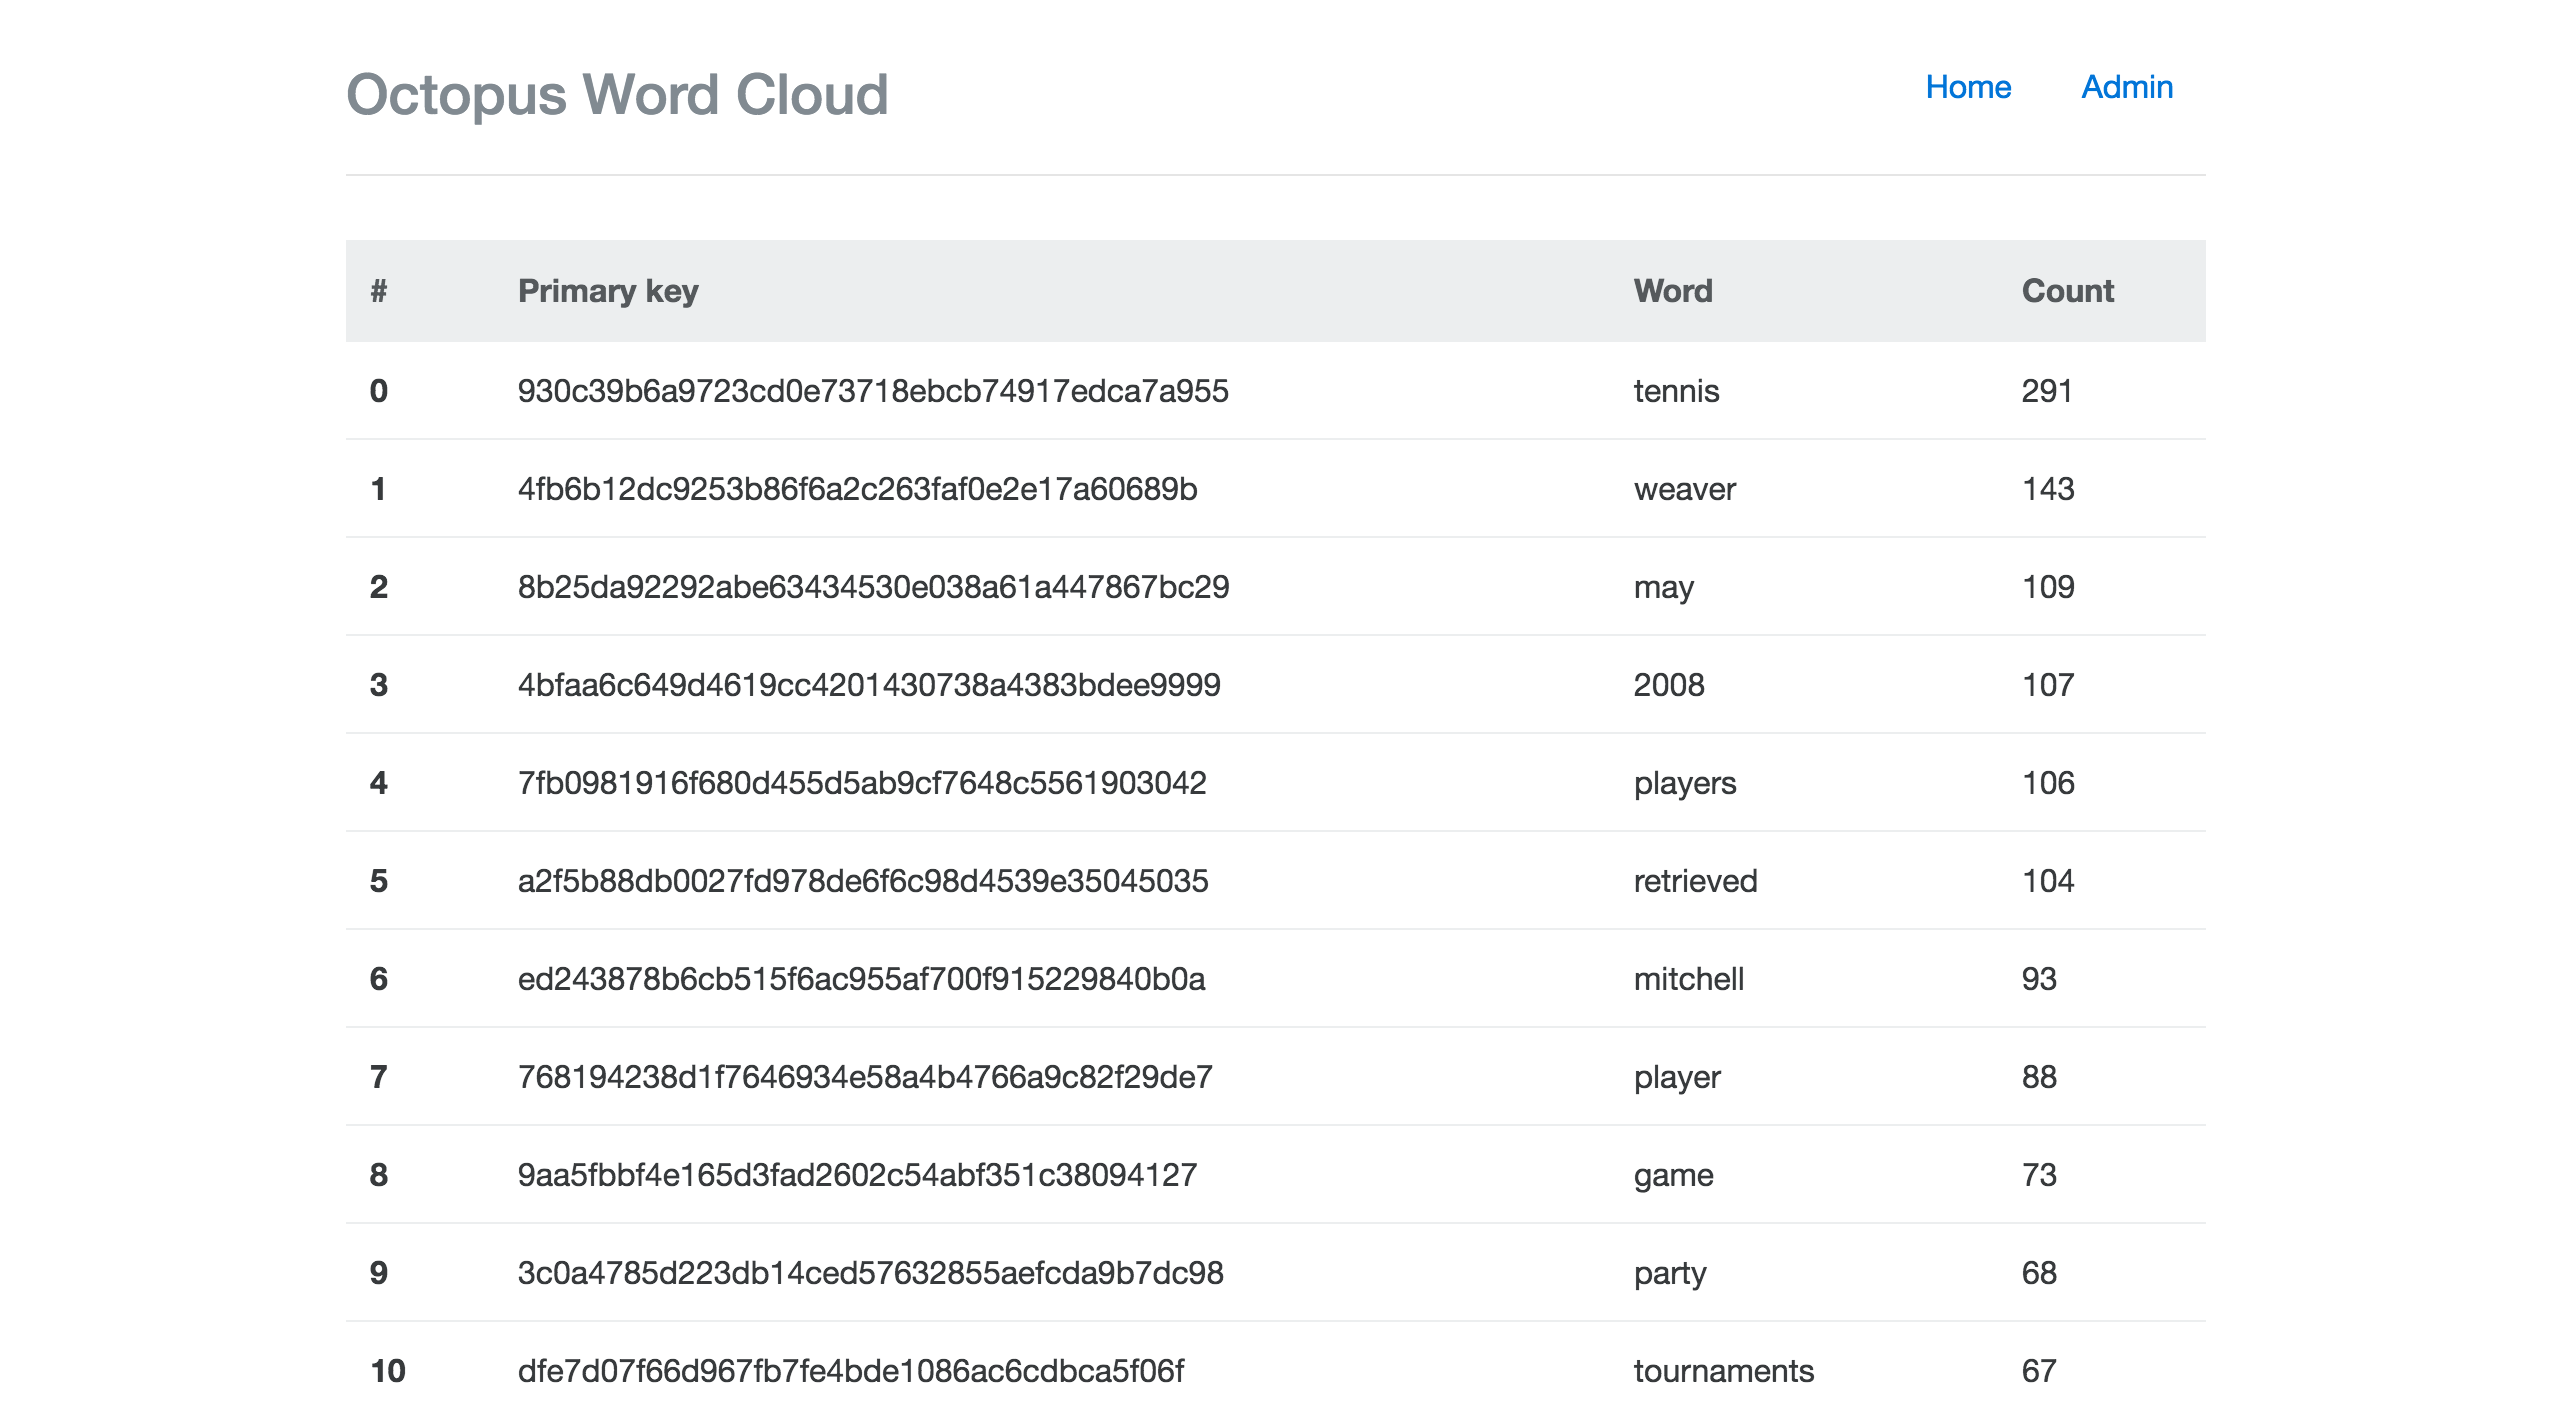 Octopus Word Cloud Home Admin
# Primary key Word Count
0 930c39b6a9723cd0e73718ebcb74917edca7a955 tennis 291
1 4fb6b12dc9253b86f6a2c263faf0e2e17a60689b weaver 143
2 8b25da92292abe63434530e038a61a447867bc29 may 109
3 4bfaa6c649d4619cc4201430738a4383bdee9999 2008 107
4 7fb0981916f680d455d5ab9cf7648c5561903042 players 106
5 a2f5b88db0027fd978de6f6c98d4539e35045035 retrieved 104
6 ed243878b6cb515f6ac955af700f915229840b0a mitchell 93
7 768194238d1f7646934e58a4b4766a9c82f29de7 player 88
8 9aa5fbbf4e165d3fad2602c54abf351c38094127 game 73
9 3c0a4785d223db14ced57632855aefcda9b7dc98 party 68
10 dfe7d07f66d967fb7fe4bde1086ac6cdbca5f06f tournaments 67